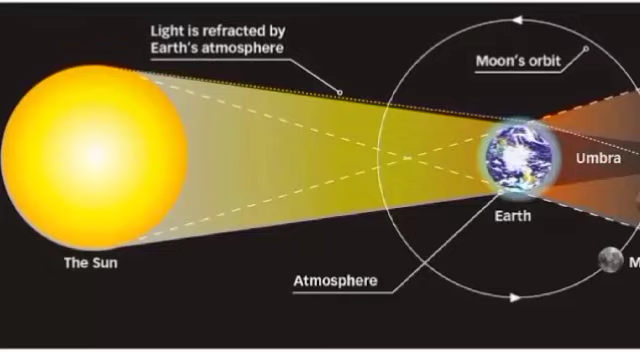 Light is refracted by
Earth's atmosphere
Moon's orbit
Umbra
Earth
The Sun
M
Atmosphere